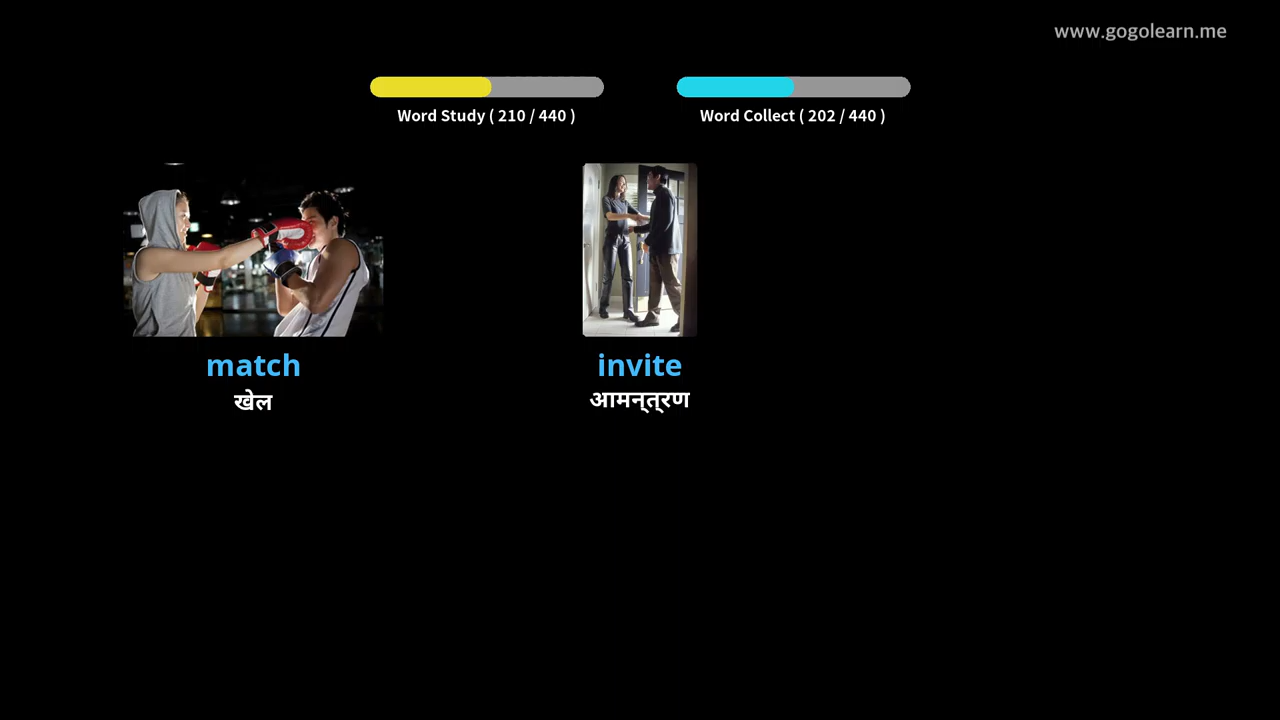 www.gogolearn.me
Word Study ( 210 / 440 )
Word Collect ( 202 / 440 )
match
invite
खेल
आमन्त्रण